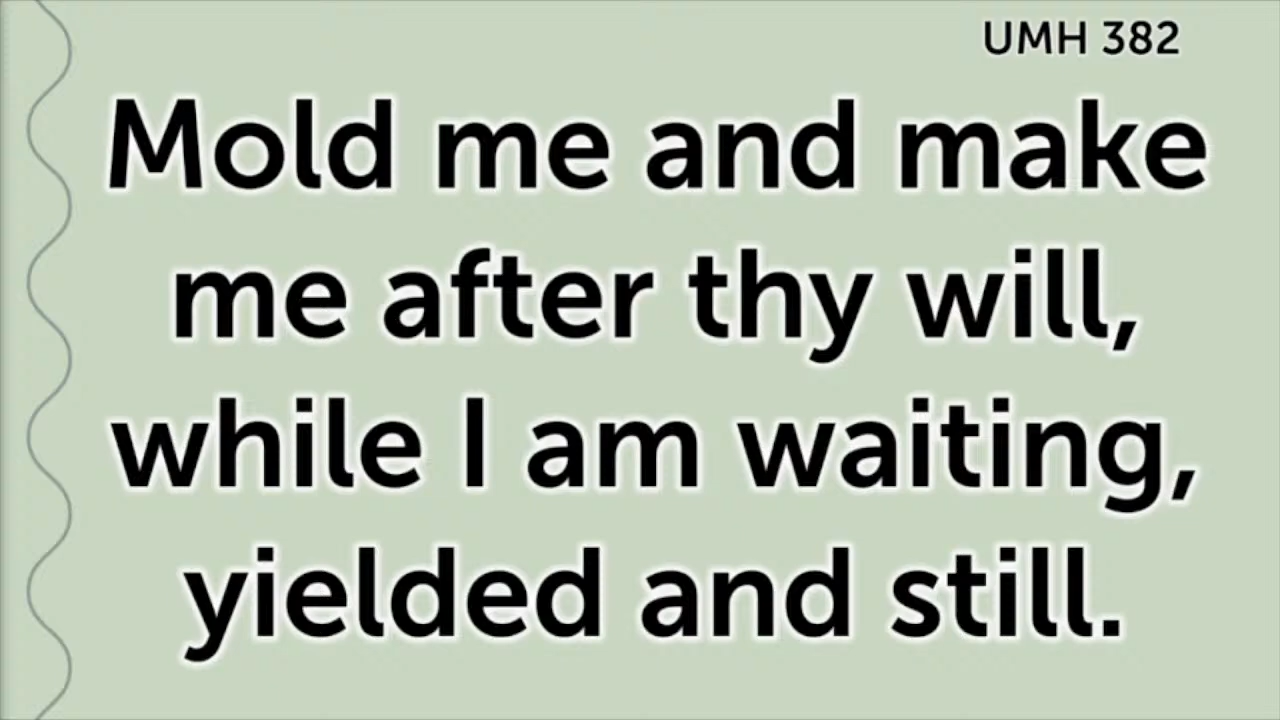 UMH 382
Mold me and make
me after thy will,
while I am waiting,
yielded and still.